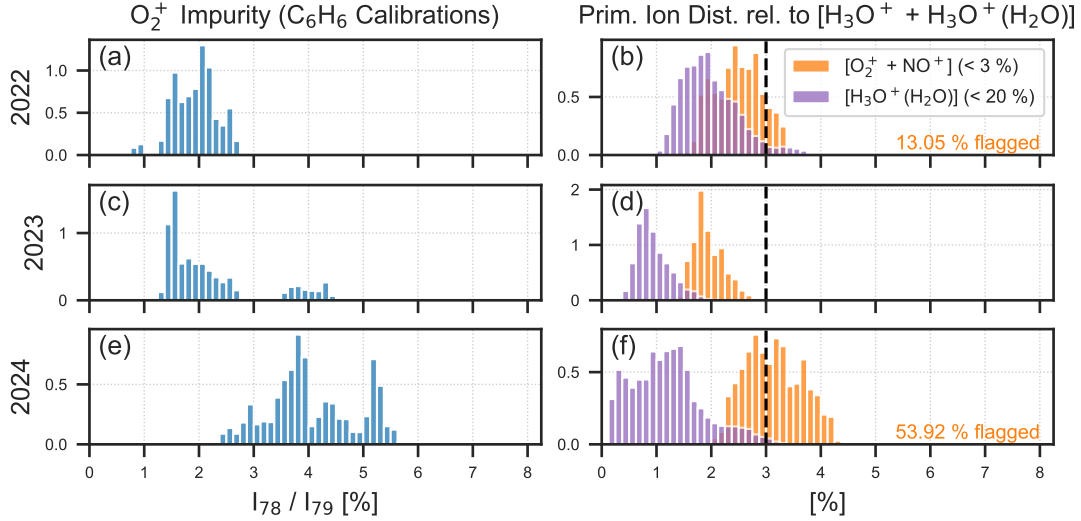 O₂⁺ Impurity (C₆H₆ Calibrations)
Prim. Ion Dist. rel. to [H₃O⁺ + H₃O⁺(H₂O)]
2022
(a)
1.0
0.5
0.0
(b)
0.5
0.0
[O₂⁺ + NO⁺] (< 3 %)
[H₃O⁺(H₂O)] (< 20 %)
13.05 % flagged
2023
(c)
1
0
(d)
2
1
0
2024
(e)
0.5
0.0
(f)
0.5
0.0
53.92 % flagged
0 1 2 3 4 5 6 7 8
0 1 2 3 4 5 6 7 8
I₇₈ / I₇₉ [%]
[%]